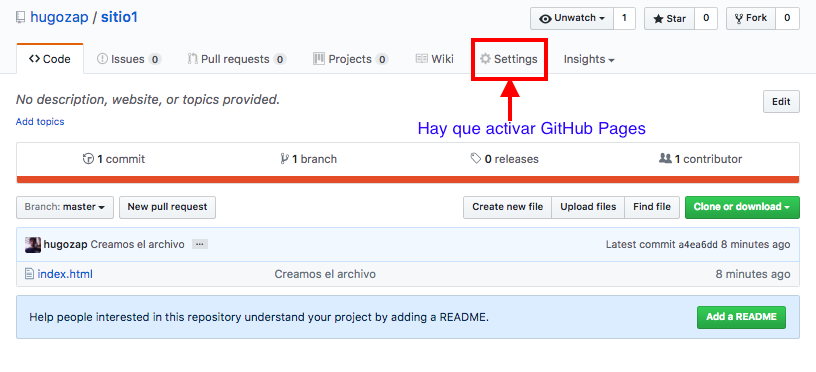 hugozap / sitio1
Unwatch 1 Star 0 Fork 0
Code Issues 0 Pull requests 0 Projects 0 Wiki Settings Insights
No description, website, or topics provided. Edit
Add topics
Hay que activar GitHub Pages
1 commit 1 branch 0 releases 1 contributor
Branch: master New pull request Create new file Upload files Find file Clone or download
hugozap Creamos el archivo ... Latest commit a4ea6dd 8 minutes ago
index.html Creamos el archivo 8 minutes ago
Help people interested in this repository understand your project by adding a README. Add a README